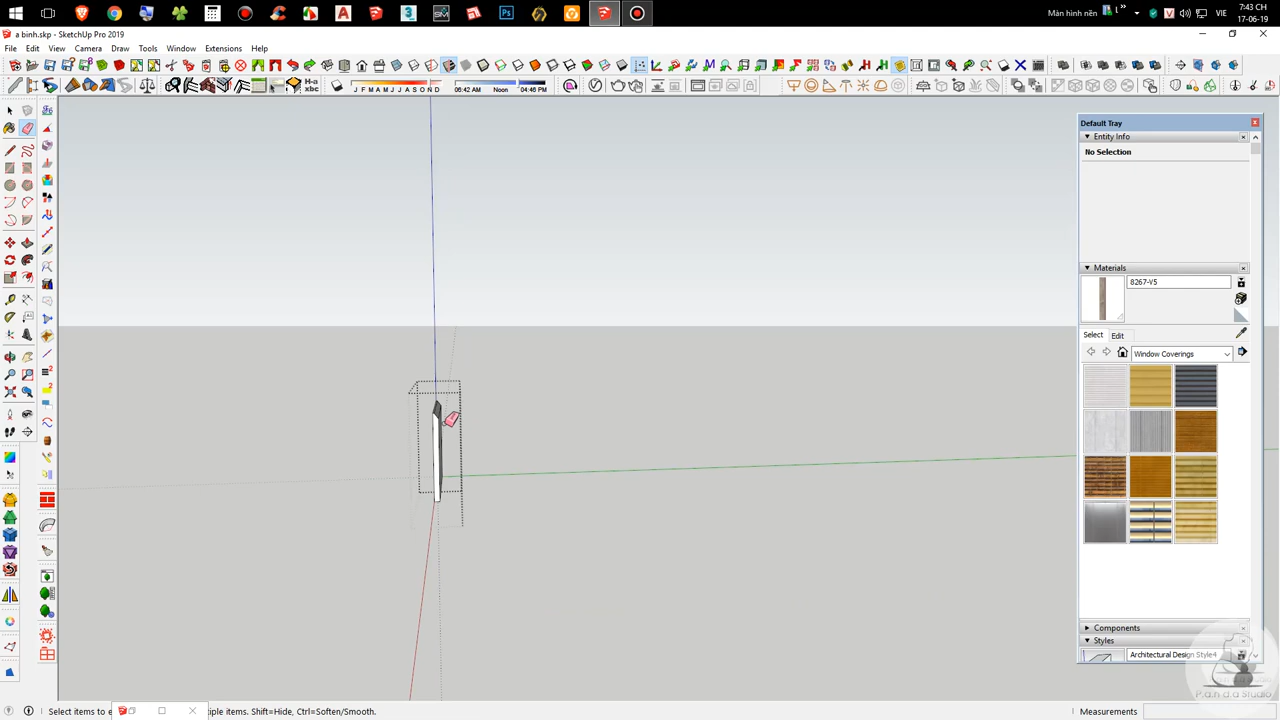 Màn hình nền
VIE
7:43 CH
17-06-19
a binh.skp - SketchUp Pro 2019
File Edit View Camera Draw Tools Window Extensions Help
J F M A M J J A S O N D
06:42 AM Noon 04:46 PM
H-a
xbc
Default Tray
Entity Info
No Selection
Materials
8267-V5
Select Edit
Window Coverings
Components
Styles
Architectural Design Style4
P.a.n.d.a Studio
Select items to e
iple items. Shift=Hide, Ctrl=Soften/Smooth.
Measurements